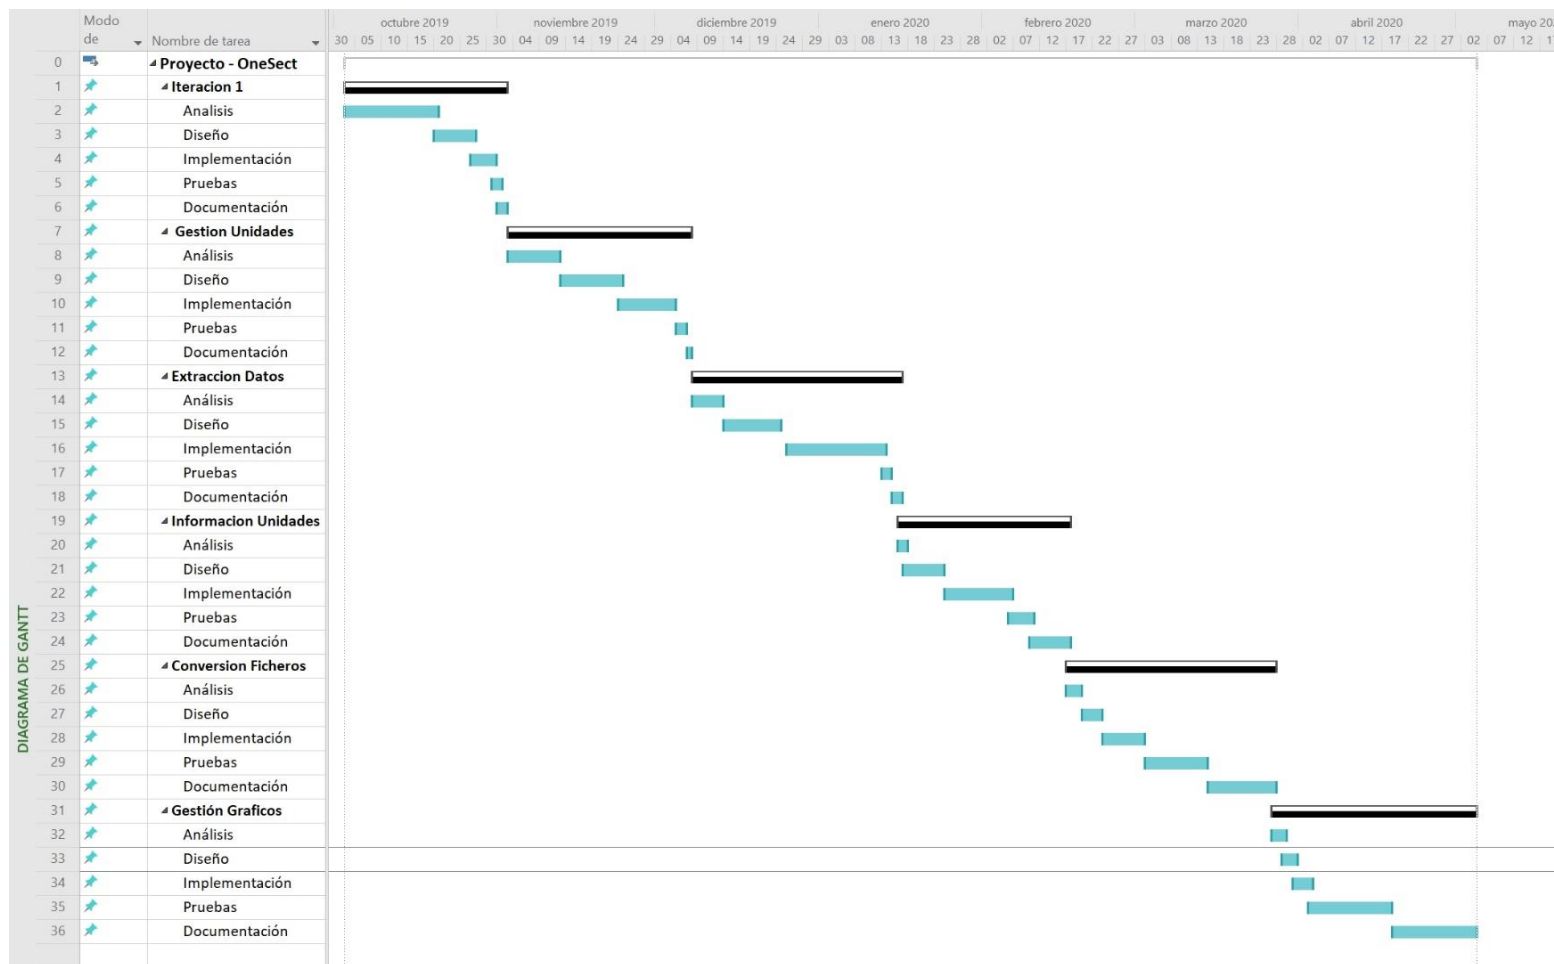 Modo
de
Nombre de tarea
octubre 2019 noviembre 2019 diciembre 2019 enero 2020 febrero 2020 marzo 2020 abril 2020 mayo
30 05 10 15 20 25 30 04 09 14 19 24 29 04 09 14 19 24 29 03 08 13 18 23 28 02 07 12 17 22 27 03 08 13 18 23 28 02 07 12 17 22 27 02 07 12
0 Proyecto - OneSect
1 Iteracion 1
2 Analisis
3 Diseño
4 Implementación
5 Pruebas
6 Documentación
7 Gestion Unidades
8 Análisis
9 Diseño
10 Implementación
11 Pruebas
12 Documentación
13 Extraccion Datos
14 Análisis
15 Diseño
16 Implementación
17 Pruebas
18 Documentación
19 Informacion Unidades
20 Análisis
21 Diseño
22 Implementación
23 Pruebas
24 Documentación
25 Conversion Ficheros
26 Análisis
27 Diseño
28 Implementación
29 Pruebas
30 Documentación
31 Gestión Graficos
32 Análisis
33 Diseño
34 Implementación
35 Pruebas
36 Documentación
DIAGRAMA DE GANTT